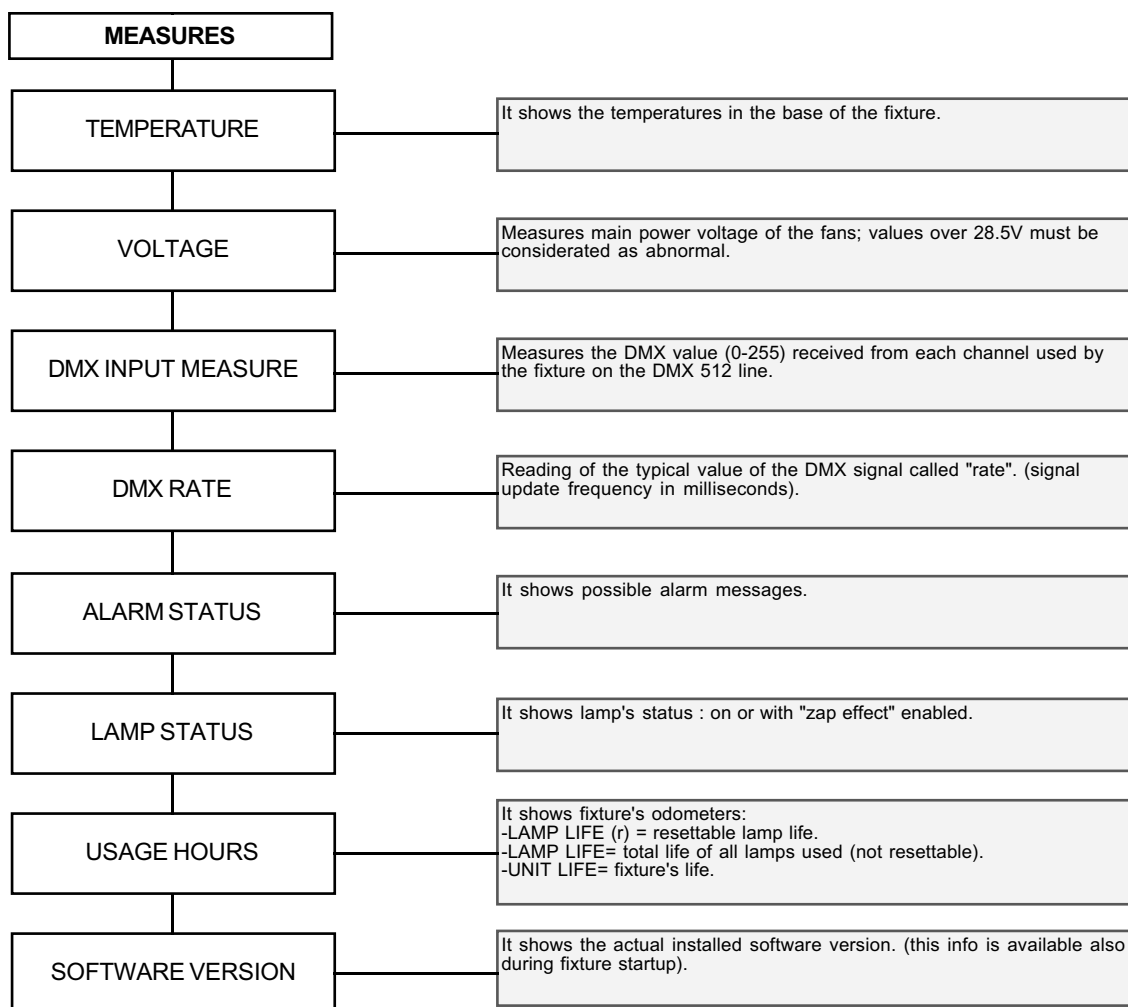 MEASURES
TEMPERATURE
It shows the temperatures in the base of the fixture.
VOLTAGE
Measures main power voltage of the fans; values over 28.5V must be
considerated as abnormal.
DMX INPUT MEASURE
Measures the DMX value (0-255) received from each channel used by
the fixture on the DMX 512 line.
DMX RATE
Reading of the typical value of the DMX signal called "rate". (signal
update frequency in milliseconds).
ALARM STATUS
It shows possible alarm messages.
LAMP STATUS
It shows lamp's status : on or with "zap effect" enabled.
USAGE HOURS
It shows fixture's odometers:
-LAMP LIFE (r) = resettable lamp life.
-LAMP LIFE= total life of all lamps used (not resettable).
-UNIT LIFE= fixture's life.
SOFTWARE VERSION
It shows the actual installed software version. (this info is available also
during fixture startup).